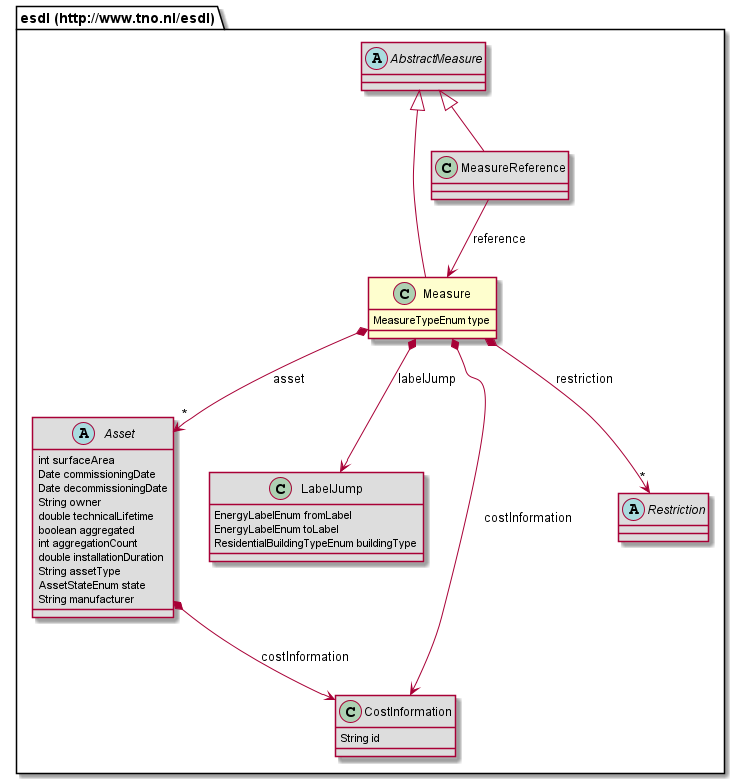 esdl (http://www.tno.nl/esdl)
A AbstractMeasure
C MeasureReference
reference
C Measure
MeasureTypeEnum type
asset
labelJump
restriction
*
*
A Asset
int surfaceArea
Date commissioningDate
Date decommissioningDate
String owner
double technicalLifetime
boolean aggregated
int aggregationCount
double installationDuration
String assetType
AssetStateEnum state
String manufacturer
C LabelJump
EnergyLabelEnum fromLabel
EnergyLabelEnum toLabel
ResidentialBuildingTypeEnum buildingType
costInformation
A Restriction
costInformation
C CostInformation
String id